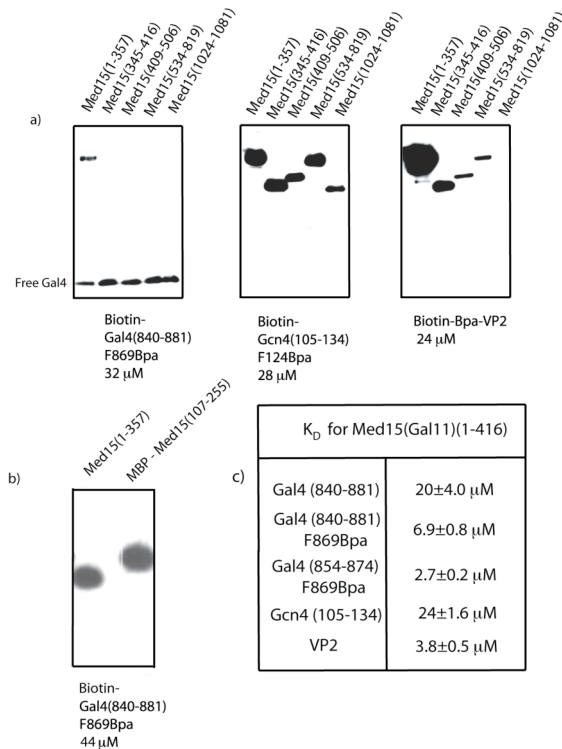 a)
Med15(1-357)
Med15(345-416)
Med15(409-506)
Med15(534-819)
Med15(1024-1081)
Med15(1-357)
Med15(345-416)
Med15(409-506)
Med15(534-819)
Med15(1024-1081)
Med15(1-357)
Med15(345-416)
Med15(409-506)
Med15(534-819)
Med15(1024-1081)
Free Gal4
Biotin-
Gal4(840-881)
F869Bpa
32 µM
Biotin-
Gcn4(105-134)
F124Bpa
28 µM
Biotin-Bpa-VP2
24 µM
b)
Med15(1-357)
MBP - Med15(107-255)
Biotin-
Gal4(840-881)
F869Bpa
44 µM
c)
K_D for Med15(Gal11)(1-416)
Gal4 (840-881) 20±4.0 µM
Gal4 (840-881)
F869Bpa 6.9±0.8 µM
Gal4 (854-874)
F869Bpa 2.7±0.2 µM
Gcn4 (105-134) 24±1.6 µM
VP2 3.8±0.5 µM